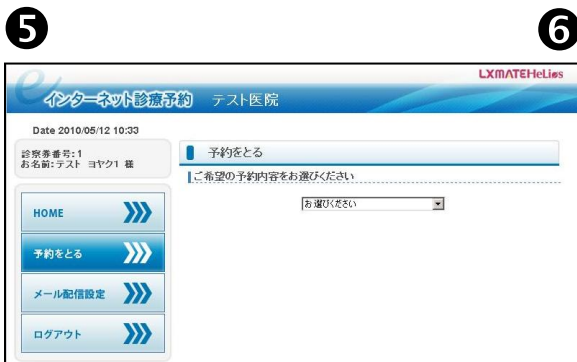 ❺
❻
LXMATEHeLios
インターネット診療予約 テスト医院
Date 2010/05/12 10:33
診察券番号:1
お名前:テスト ヨヤク1 様
予約をとる
ご希望の予約内容をお選びください
お選びください
HOME
予約をとる
メール配信設定
ログアウト